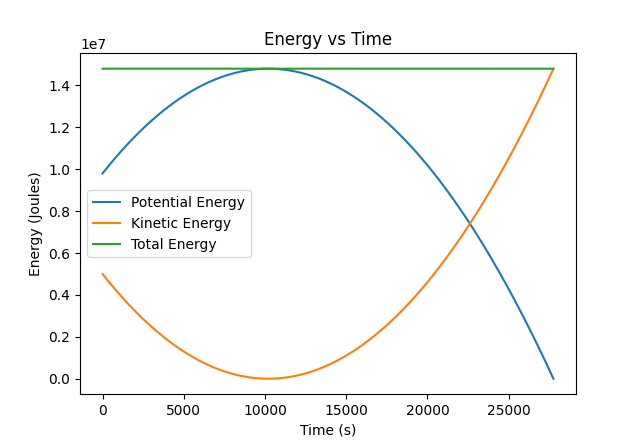 Energy vs Time
1e7
1.4
1.2
1.0
0.8
0.6
0.4
0.2
0.0
Energy (Joules)
Potential Energy
Kinetic Energy
Total Energy
0
5000
10000
15000
20000
25000
Time (s)